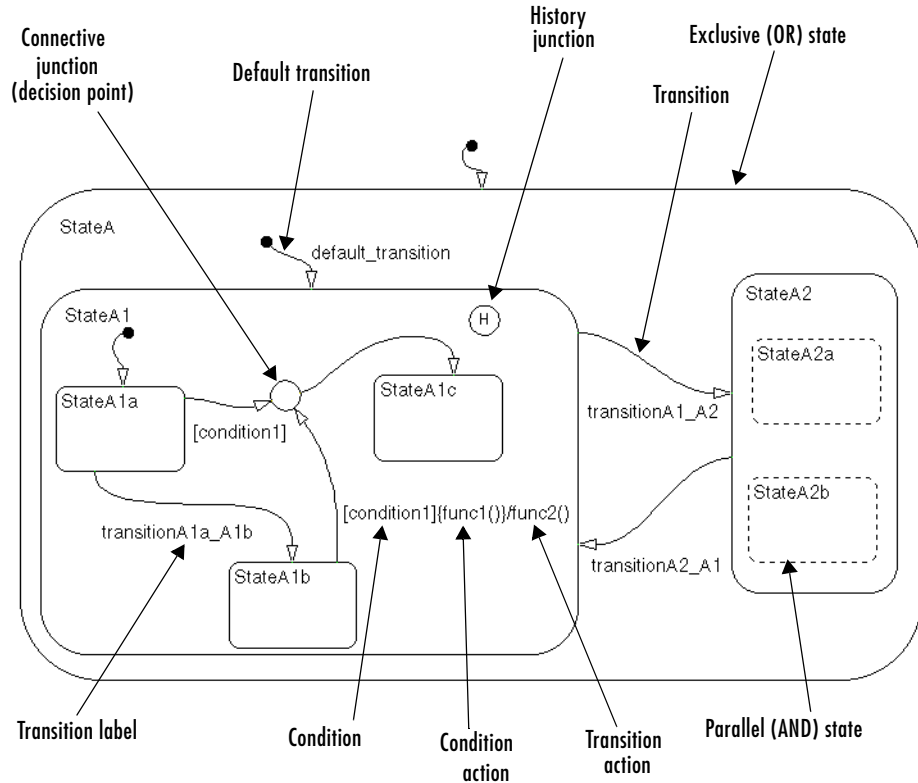 History
junction
Exclusive (OR) state
Connective
junction
(decision point)
Default transition
Transition
StateA
default_transition
StateA1
H
StateA2
StateA2a
StateA1a
StateA1c
[condition1]
transitionA1_A2
StateA2b
[condition1]{func1()}/func2()
transitionA1a_A1b
transitionA2_A1
StateA1b
Transition label
Condition
Condition
action
Transition
action
Parallel (AND) state